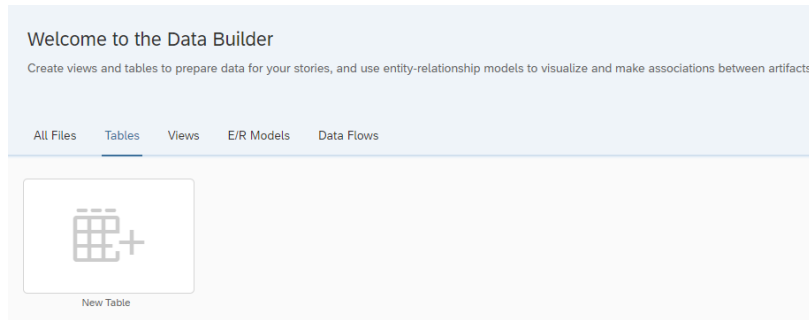 Welcome to the Data Builder
Create views and tables to prepare data for your stories, and use entity-relationship models to visualize and make associations between artifacts
All Files Tables Views E/R Models Data Flows
New Table